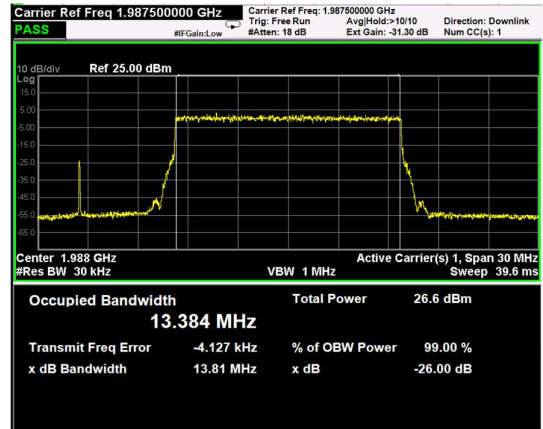 Carrier Ref Freq 1.987500000 GHz
Carrier Ref Freq: 1.987500000 GHz
Trig: Free Run Avg|Hold:>10/10 Direction: Downlink
PASS #IFGain:Low #Atten: 18 dB Ext Gain: -31.30 dB Num CC(s): 1
10 dB/div Ref 25.00 dBm
Log
15.0
5.00
-5.00
-15.0
-25.0
-35.0
-45.0
-55.0
-65.0
Center 1.988 GHz Active Carrier(s) 1, Span 30 MHz
#Res BW 30 kHz VBW 1 MHz Sweep 39.6 ms
Occupied Bandwidth Total Power 26.6 dBm
13.384 MHz
Transmit Freq Error -4.127 kHz % of OBW Power 99.00 %
x dB Bandwidth 13.81 MHz x dB -26.00 dB